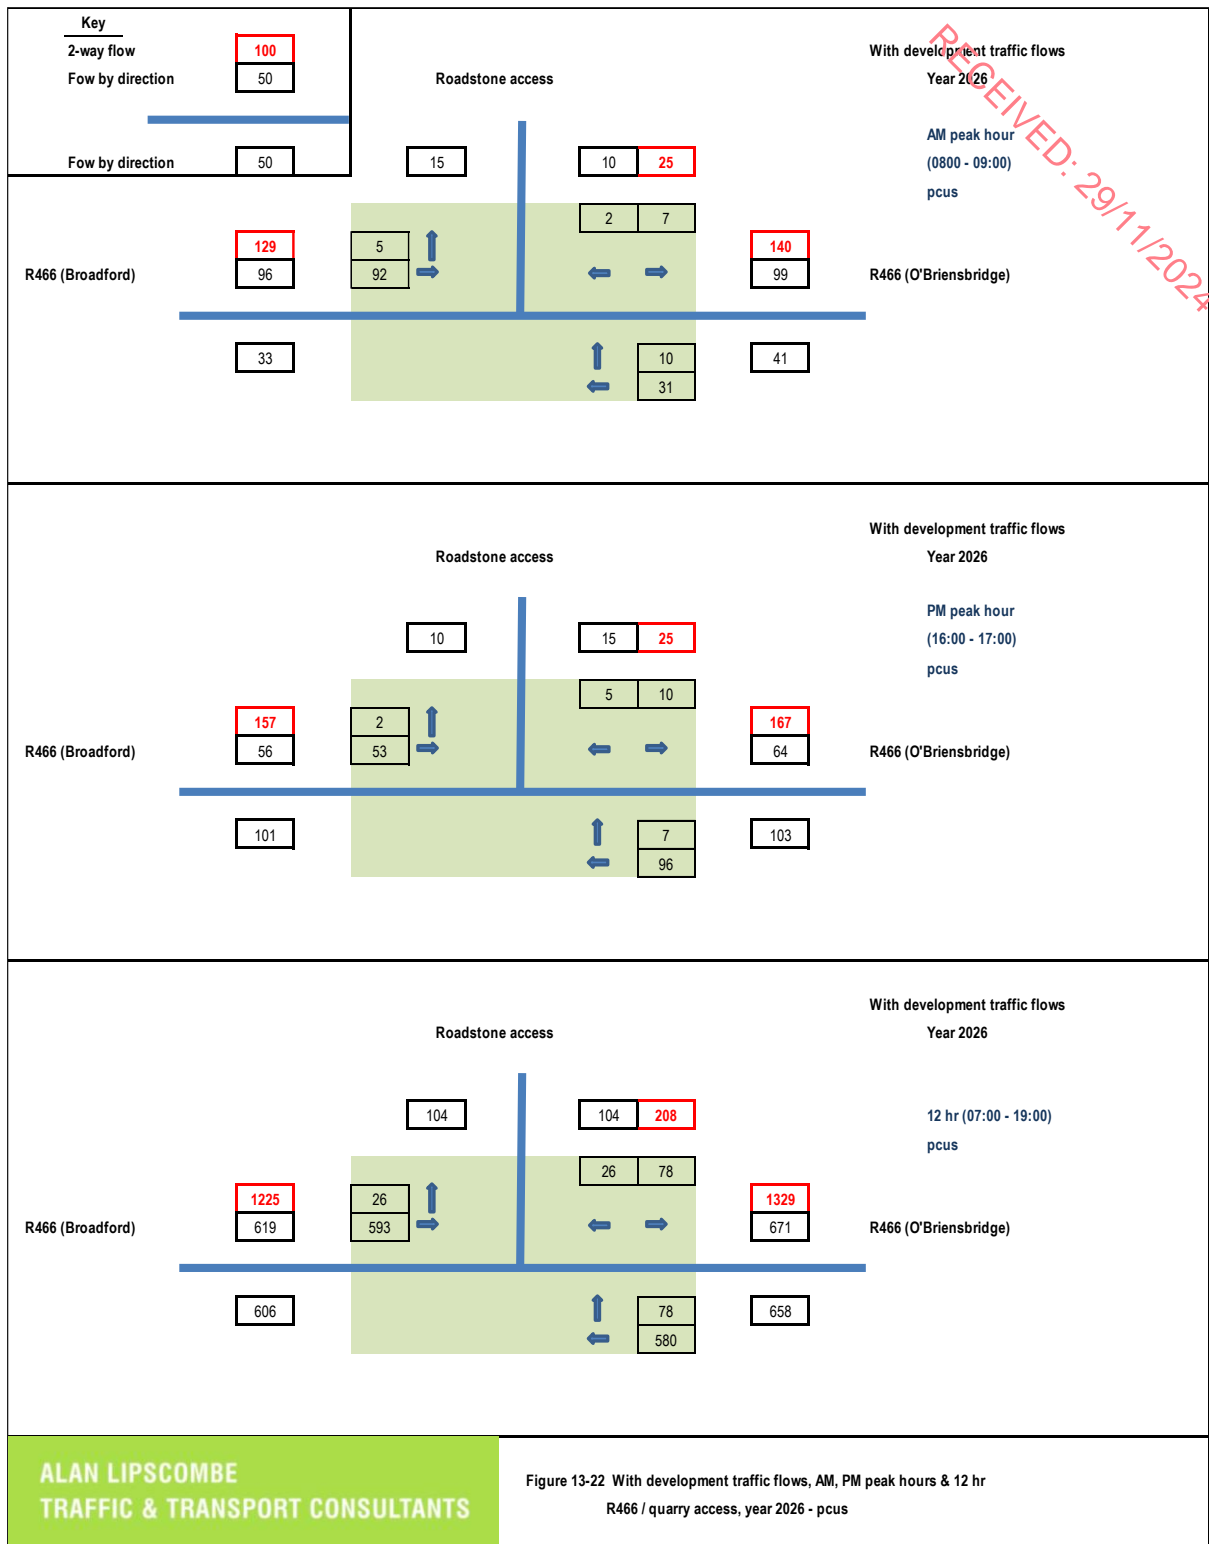 Key
2-way flow 100
Fow by direction 50
Fow by direction 50
Roadstone access
With development traffic flows
Year 2026
AM peak hour
(0800 - 09:00)
pcus
RECEIVED: 29/11/2024
15 10 25
2 7
129 5 140
R466 (Broadford) 96 92 99 R466 (O'Briensbridge)
33 10 41
31
With development traffic flows
Roadstone access Year 2026
PM peak hour
10 15 25 (16:00 - 17:00)
pcus
5 10
157 2 167
R466 (Broadford) 56 53 64 R466 (O'Briensbridge)
101 7 103
96
With development traffic flows
Roadstone access Year 2026
104 104 208 12 hr (07:00 - 19:00)
pcus
26 78
1225 26 1329
R466 (Broadford) 619 593 671 R466 (O'Briensbridge)
606 78 658
580
ALAN LIPSCOMBE
TRAFFIC & TRANSPORT CONSULTANTS
Figure 13-22 With development traffic flows, AM, PM peak hours & 12 hr
R466 / quarry access, year 2026 - pcus